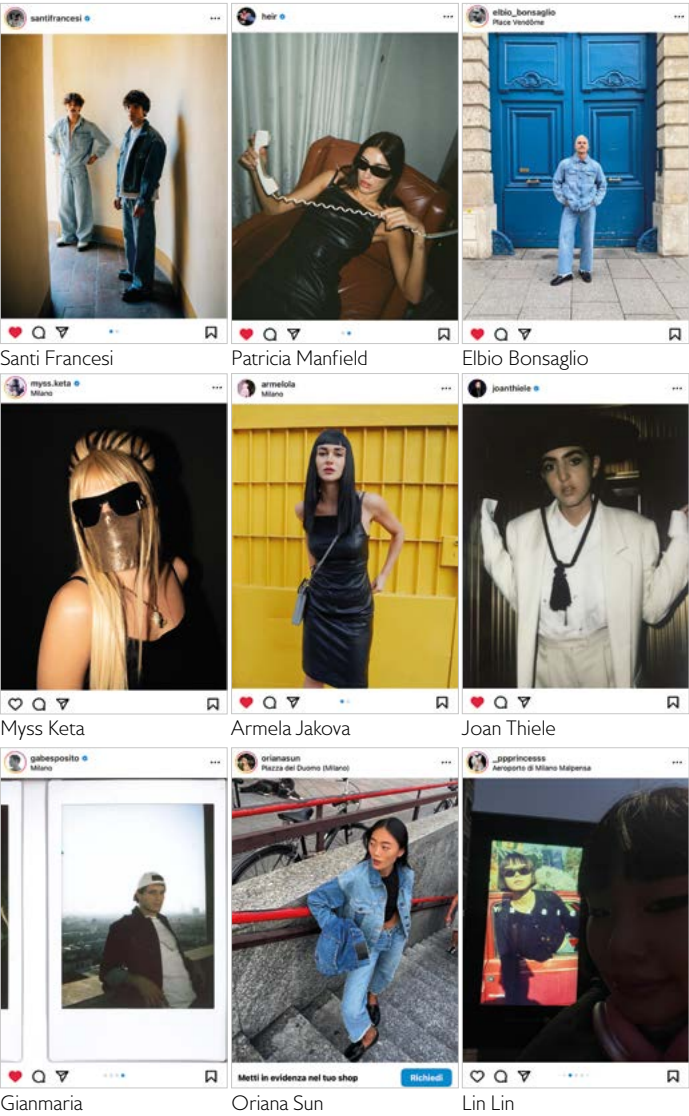 santifrancesi
heir
elbio_bonsaglio
Place Vendôme
Santi Francesi
Patricia Manfield
Elbio Bonsaglio
myss.keta
Milano
armelola
Milano
joanthiele
Myss Keta
Armela Jakova
Joan Thiele
gabesposito
Milano
orianasun
Piazza del Duomo (Milano)
_ppprincesss
Aeroporto di Milano Malpensa
Metti in evidenza nel tuo shop
Richiedi
Gianmaria
Oriana Sun
Lin Lin